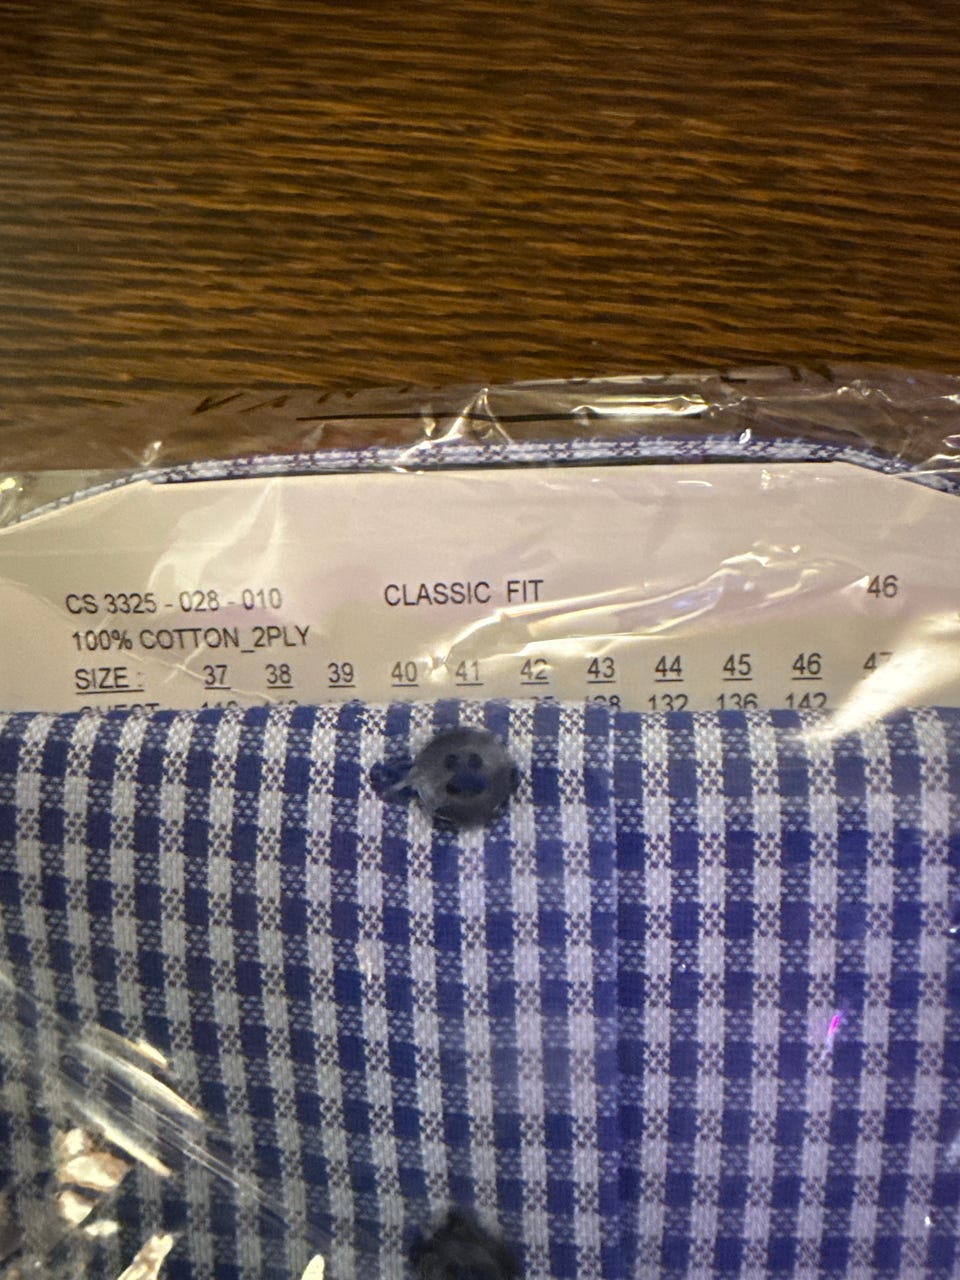 CS 3325 - 028 - 010 CLASSIC FIT 46
100% COTTON_2PLY
SIZE : 37 38 39 40 41 42 43 44 45 46 47
132 136 142